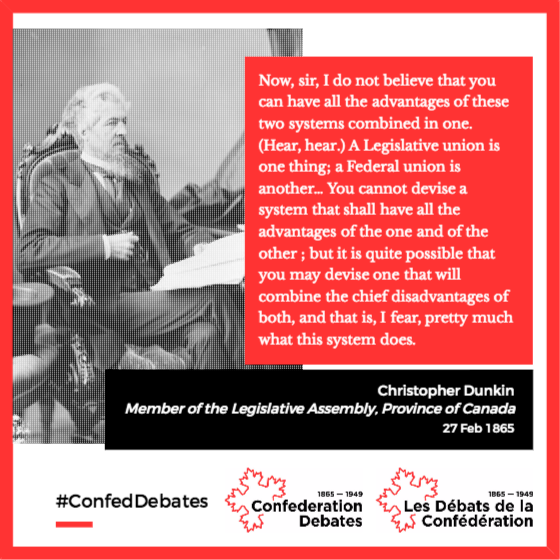 Now, sir, I do not believe that you
can have all the advantages of these
two systems combined in one.
(Hear, hear.) A Legislative union is
one thing; a Federal union is
another... You cannot devise a
system that shall have all the
advantages of the one and of the
other ; but it is quite possible that
you may devise one that will
combine the chief disadvantages of
both, and that is, I fear, pretty much
what this system does.
Christopher Dunkin
Member of the Legislative Assembly, Province of Canada
27 Feb 1865
#ConfedDebates
1865 — 1949
Confederation
Debates
1865 — 1949
Les Débats de la
Confédération